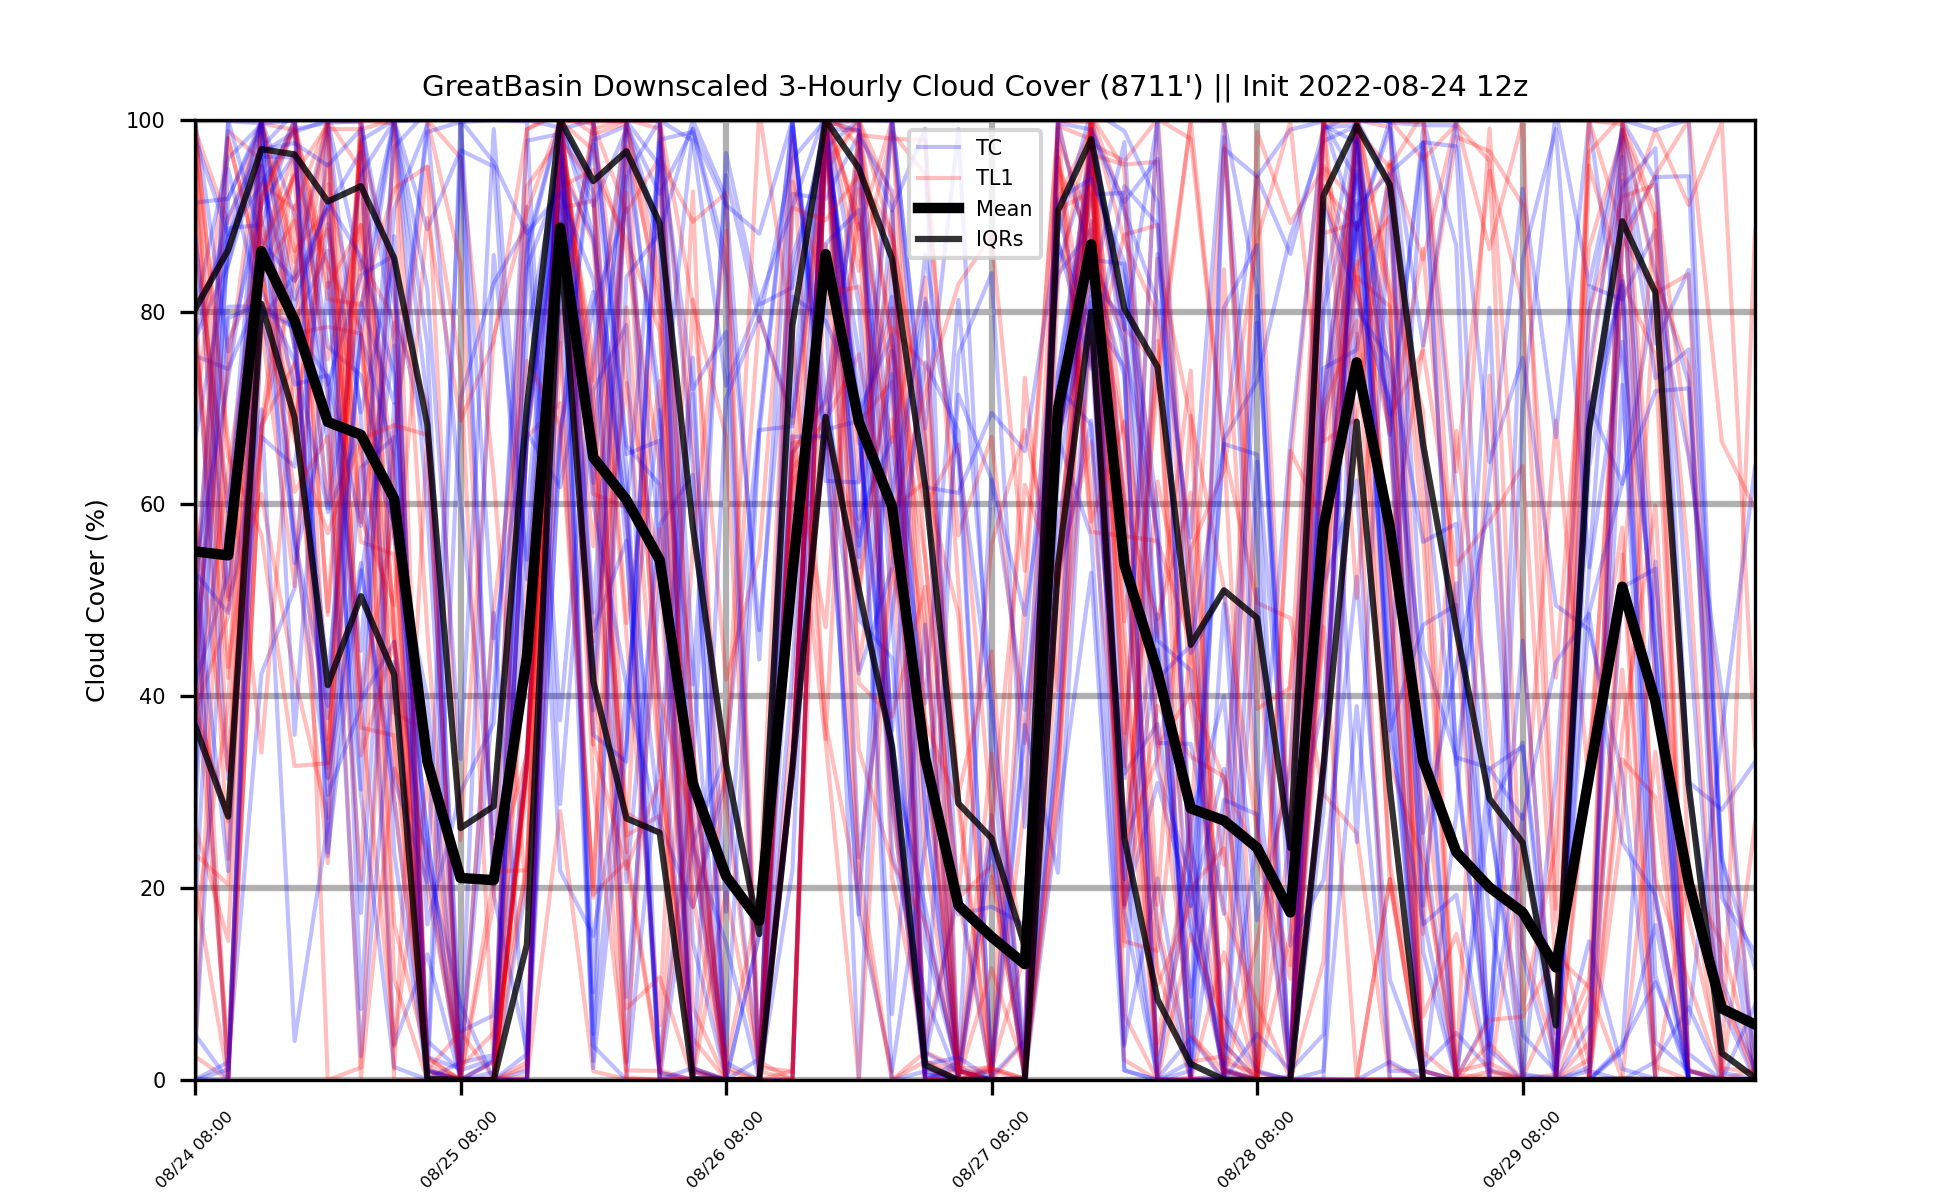 GreatBasin Downscaled 3-Hourly Cloud Cover (8711') || Init 2022-08-24 12z
TC
TL1
Mean
IQRs
Cloud Cover (%)
100
80
60
40
20
0
08/24 08:00
08/25 08:00
08/26 08:00
08/27 08:00
08/28 08:00
08/29 08:00